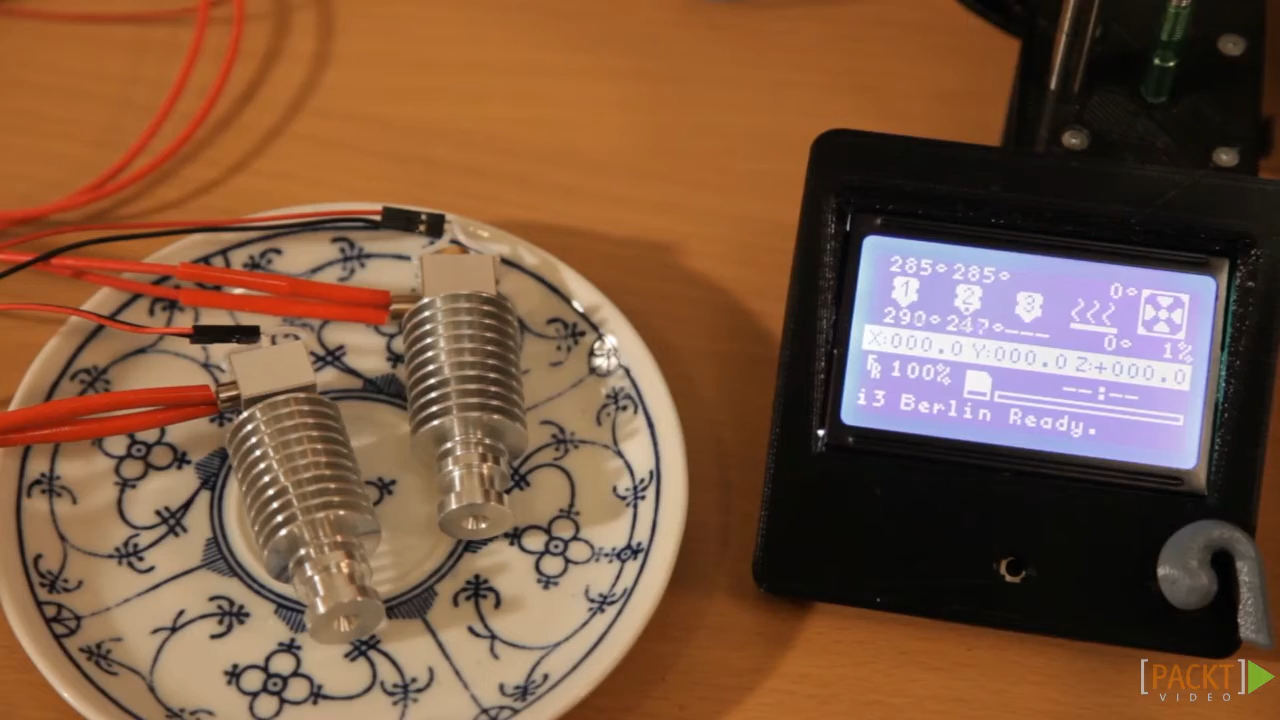 285° 285°
1 2 3 0°
290° 247° ---° 0° 1%
X:000.0 Y:000.0 Z:+000.0
FR 100% --:--
i3 Berlin Ready.
[PACKT]
VIDEO